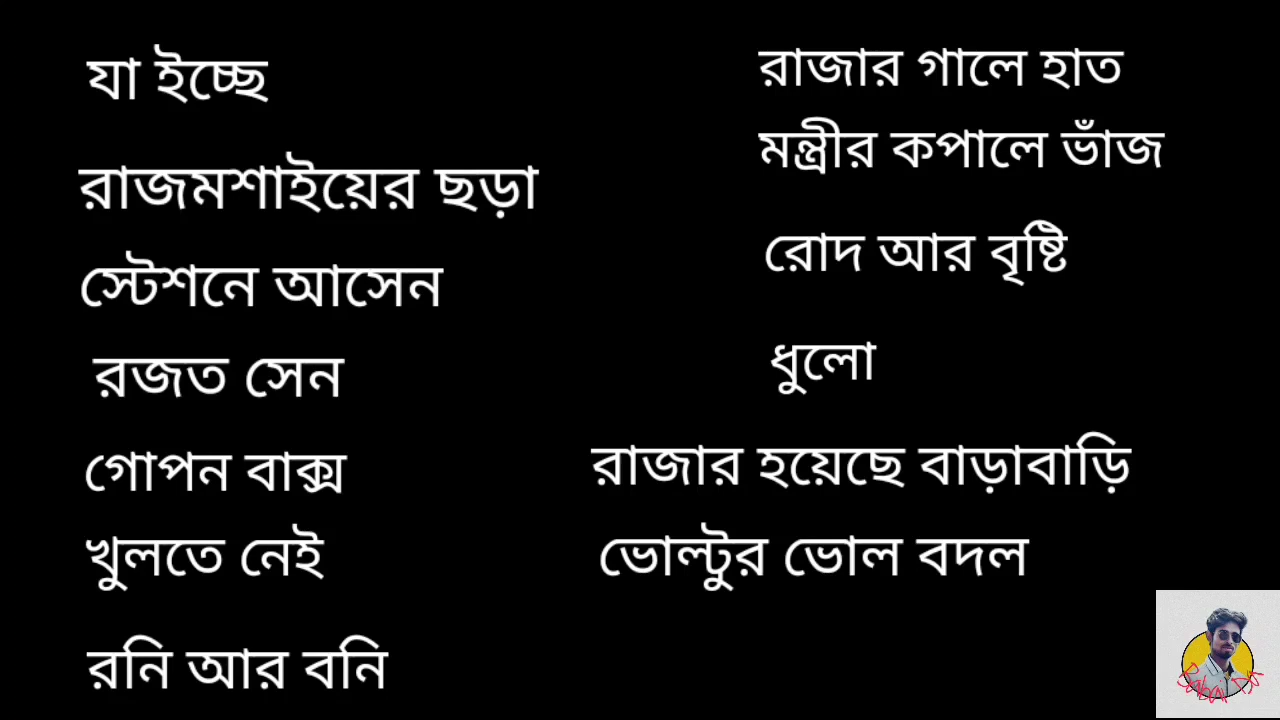 যা ইচ্ছে
রাজমশাইয়ের ছড়া
স্টেশনে আসেন
রজত সেন
গোপন বাক্স
খুলতে নেই
রনি আর বনি
রাজার গালে হাত
মন্ত্রীর কপালে ভাঁজ
রোদ আর বৃষ্টি
ধুলো
রাজার হয়েছে বাড়াবাড়ি
ভোল্টুর ভোল বদল